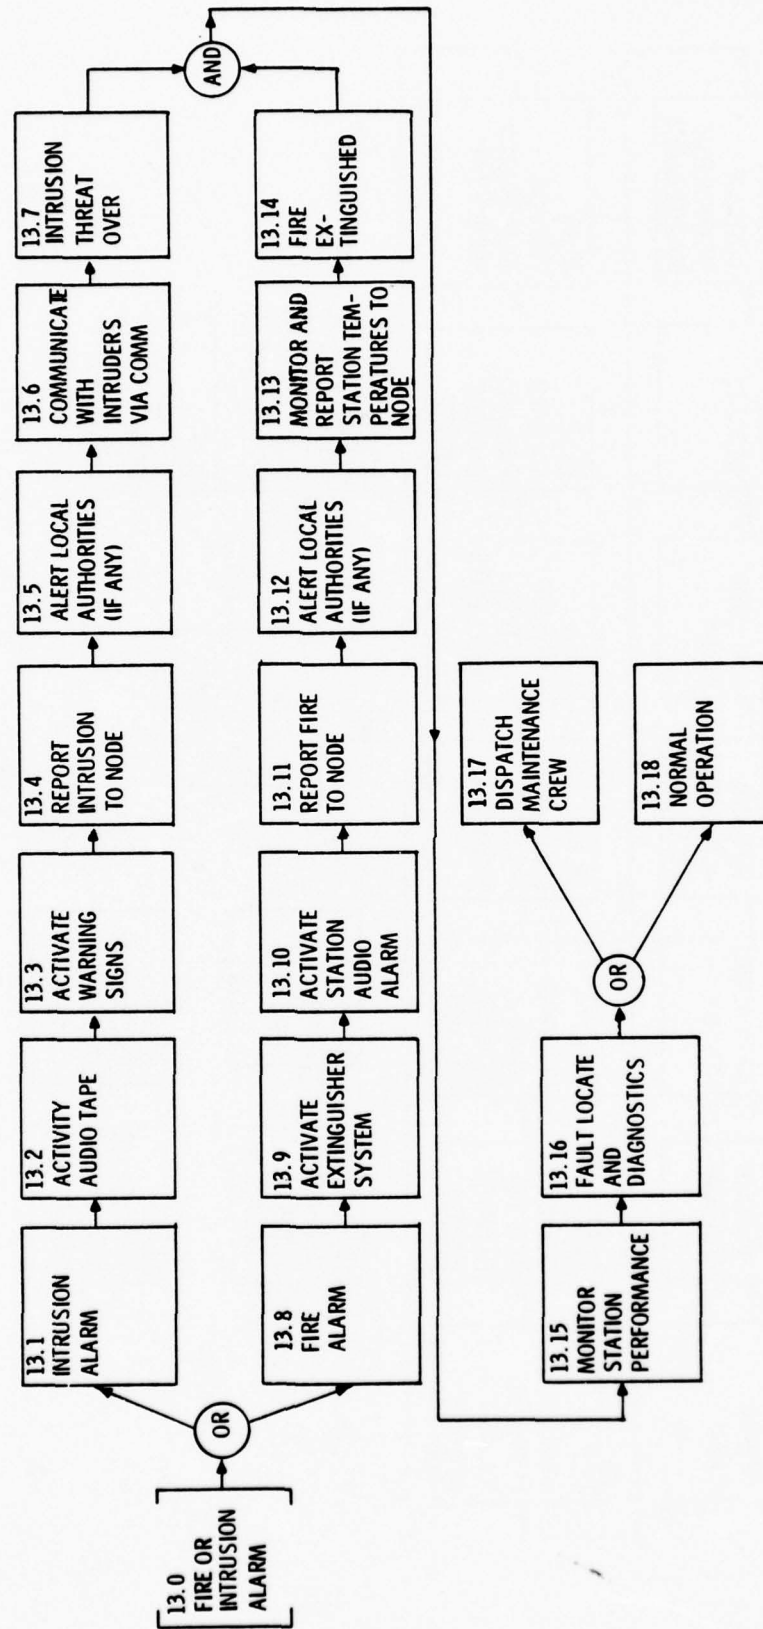 13.0
FIRE OR
INTRUSION
ALARM
OR
13.1
INTRUSION
ALARM
13.2
ACTIVITY
AUDIO TAPE
13.3
ACTIVATE
WARNING
SIGNS
13.4
REPORT
INTRUSION
TO NODE
13.5
ALERT LOCAL
AUTHORITIES
(IF ANY)
13.6
COMMUNICATE
WITH
INTRUDERS
VIA COMM
13.7
INTRUSION
THREAT
OVER
AND
13.8
FIRE
ALARM
13.9
ACTIVATE
EXTINGUISHER
SYSTEM
13.10
ACTIVATE
STATION
AUDIO
ALARM
13.11
REPORT FIRE
TO NODE
13.12
ALERT LOCAL
AUTHORITIES
(IF ANY)
13.13
MONITOR AND
REPORT
STATION TEM-
PERATURES TO
NODE
13.14
FIRE
EX-
TINGUISHED
13.15
MONITOR
STATION
PERFORMANCE
13.16
FAULT LOCATE
AND
DIAGNOSTICS
OR
13.17
DISPATCH
MAINTENANCE
CREW
13.18
NORMAL
OPERATION